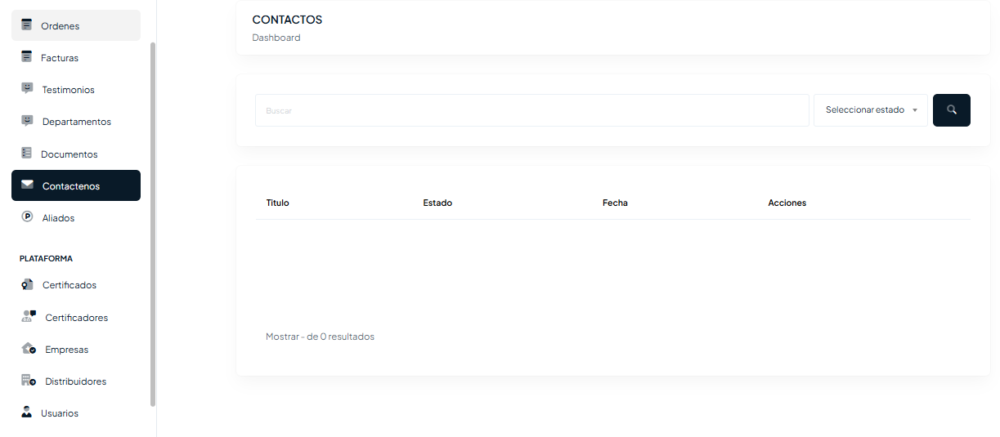 Ordenes
Facturas
Testimonios
Departamentos
Documentos
Contactenos
Aliados
PLATAFORMA
Certificados
Certificadores
Empresas
Distribuidores
Usuarios
CONTACTOS
Dashboard
Buscar
Seleccionar estado
Titulo Estado Fecha Acciones
Mostrar - de 0 resultados